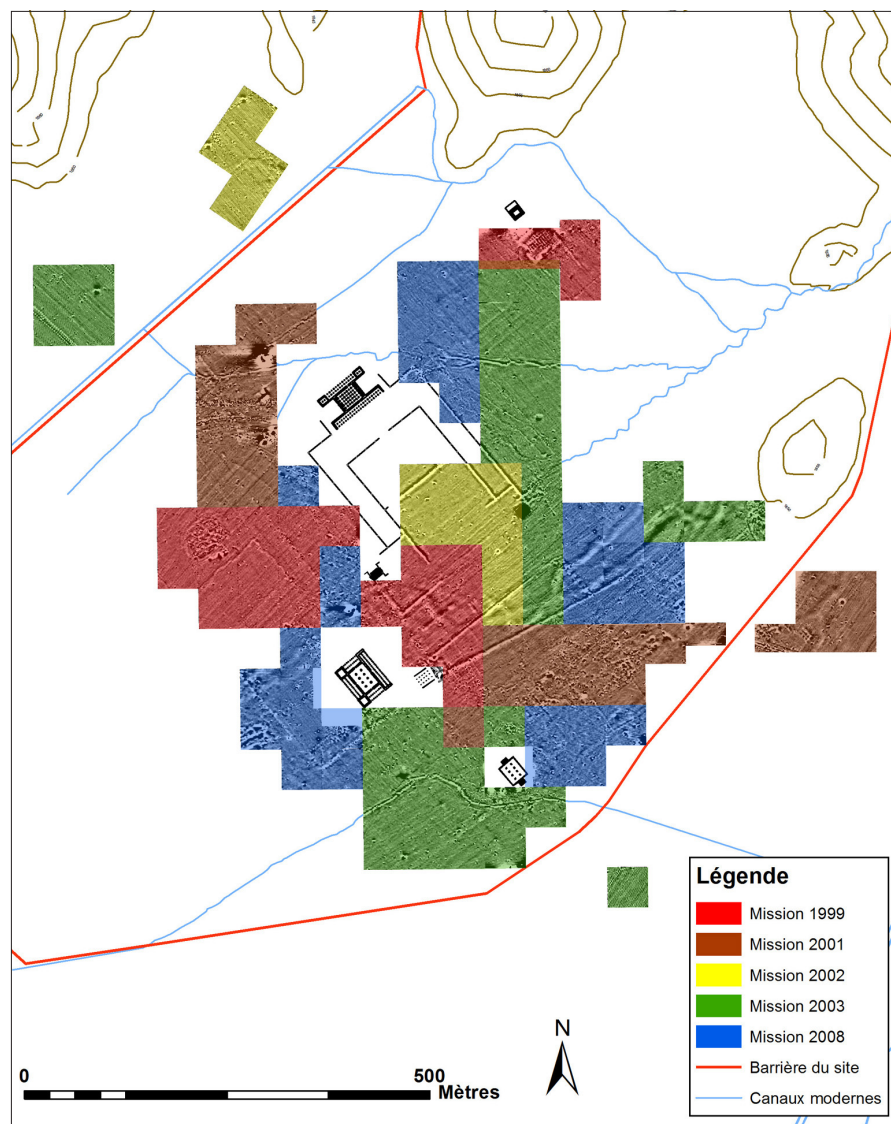 Légende
Mission 1999
Mission 2001
Mission 2002
Mission 2003
Mission 2008
Barrière du site
Canaux modernes
N
0 500 Mètres